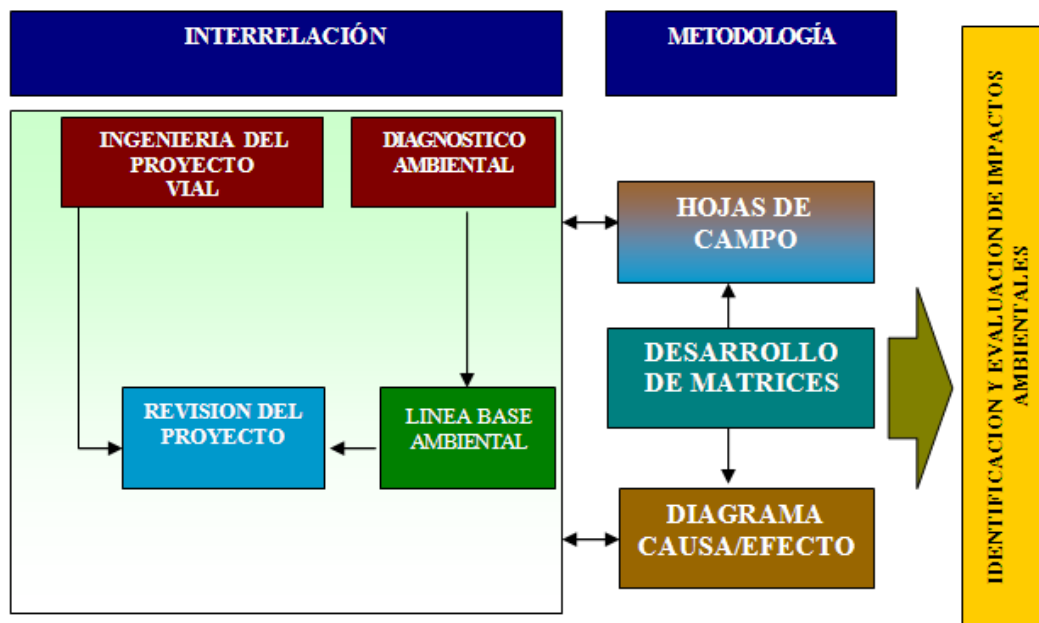 INTERRELACIÓN
METODOLOGÍA
INGENIERIA DEL
PROYECTO
VIAL
DIAGNOSTICO
AMBIENTAL
HOJAS DE
CAMPO
DESARROLLO
DE MATRICES
REVISION DEL
PROYECTO
LINEA BASE
AMBIENTAL
DIAGRAMA
CAUSA/EFECTO
IDENTIFICACION Y EVALUACION DE IMPACTOS
AMBIENTALES